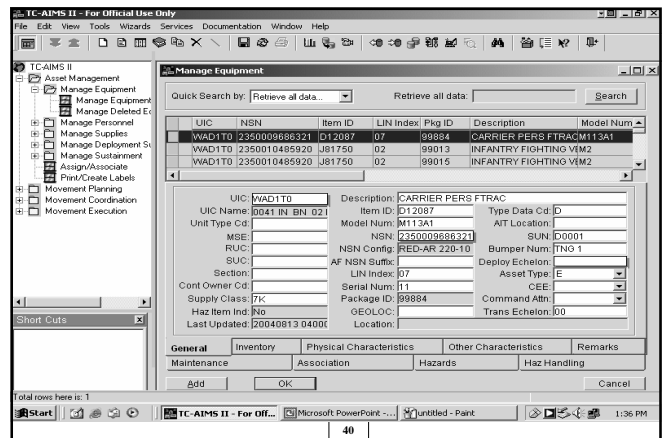 TC-AIMS II - For Official Use Only
File Edit View Tools Wizards Services Documentation Window Help
TC-AIMS II
Asset Management
Manage Equipment
Manage Equipment
Manage Deleted Ec
Manage Personnel
Manage Supplies
Manage Deployment Su
Manage Sustainment
Assign/Associate
Print/Create Labels
Movement Planning
Movement Coordination
Movement Execution
Short Cuts
Manage Equipment
Quick Search by: Retrieve all data... Retrieve all data: Search
UIC NSN Item ID LIN Index Pkg ID Description Model Num
WAD1T0 2350009686321 D12087 07 99884 CARRIER PERS FTRAC M113A1
WAD1T0 2350010485920 J81750 02 99013 INFANTRY FIGHTING VE M2
WAD1T0 2350010485920 J81750 02 99015 INFANTRY FIGHTING VE M2
UIC: WAD1T0 Description: CARRIER PERS FTRAC
UIC Name: 0041 IN BN 02 I Item ID: D12087 Type Data Cd: D
Unit Type Cd: Model Num: M113A1 AIT Location:
MSE: NSN: 2350009686321 SUN: D0001
RUC: NSN Config: RED-AR 220-10 Bumper Num: TNG 1
SUC: AF NSN Suffix: Deploy Echelon:
Section: LIN Index: 07 Asset Type: E
Cont Owner Cd: Serial Num: 11 CEE:
Supply Class: 7K Package ID: 99884 Command Attn:
Haz Item Ind: No GEOLOC: Trans Echelon: 00
Last Updated: 20040813 0400 Location:
General Inventory Physical Characteristics Other Characteristics Remarks
Maintenance Association Hazards Haz Handling
Add OK Cancel
Total rows here is: 1
Start TC-AIMS II - For Off... Microsoft PowerPoint -... untitled - Paint 1:36 PM
40